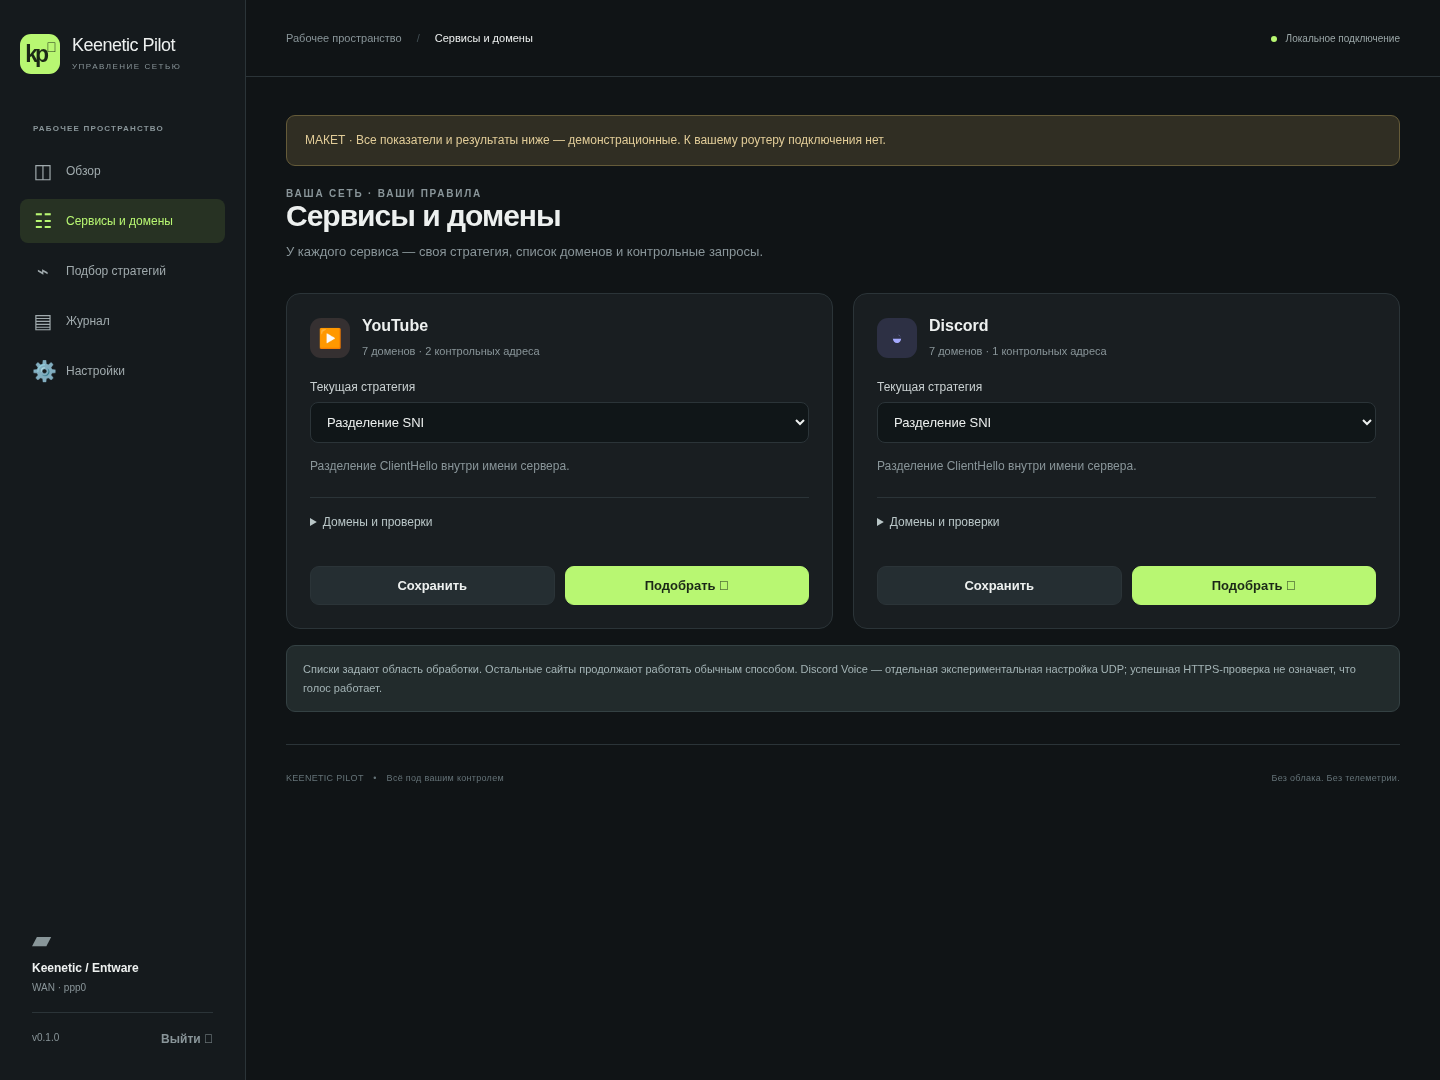 kp
Keenetic Pilot
УПРАВЛЕНИЕ СЕТЬЮ
РАБОЧЕЕ ПРОСТРАНСТВО
Обзор
Сервисы и домены
Подбор стратегий
Журнал
Настройки
Keenetic / Entware
WAN · ppp0
v0.1.0
Выйти
Рабочее пространство / Сервисы и домены
Локальное подключение
МАКЕТ · Все показатели и результаты ниже — демонстрационные. К вашему роутеру подключения нет.
ВАША СЕТЬ · ВАШИ ПРАВИЛА
Сервисы и домены
У каждого сервиса — своя стратегия, список доменов и контрольные запросы.
YouTube
7 доменов · 2 контрольных адреса
Текущая стратегия
Разделение SNI
Разделение ClientHello внутри имени сервера.
Домены и проверки
Сохранить
Подобрать
Discord
7 доменов · 1 контрольных адреса
Текущая стратегия
Разделение SNI
Разделение ClientHello внутри имени сервера.
Домены и проверки
Сохранить
Подобрать
Списки задают область обработки. Остальные сайты продолжают работать обычным способом. Discord Voice — отдельная экспериментальная настройка UDP; успешная HTTPS-проверка не означает, что
голос работает.
KEENETIC PILOT • Всё под вашим контролем
Без облака. Без телеметрии.